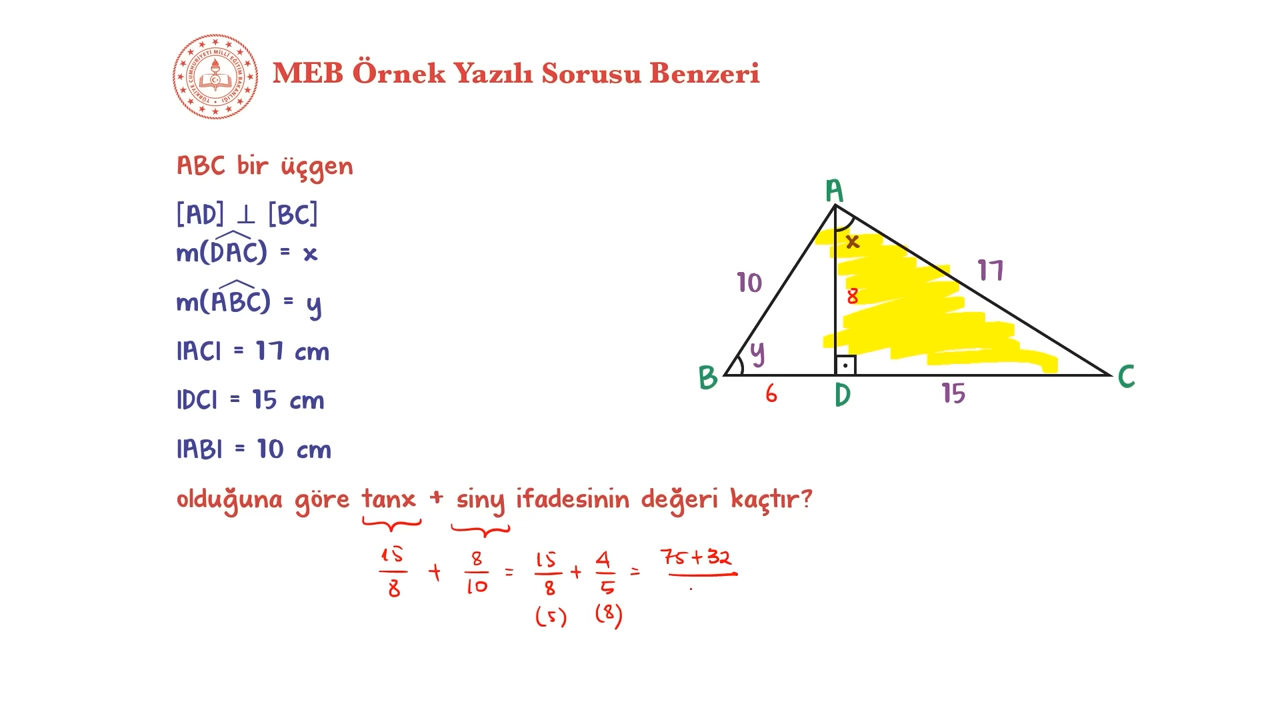 MEB Örnek Yazılı Sorusu Benzeri
ABC bir üçgen
[AD] ⊥ [BC]
m(DAC) = x
m(ABC) = y
|AC| = 17 cm
|DC| = 15 cm
|AB| = 10 cm
A
x
10
17
8
y
B
6
D
15
C
olduğuna göre tanx + siny ifadesinin değeri kaçtır?
15/8 + 8/10 = 15/8 + 4/5 = 75+32
(5) (8)